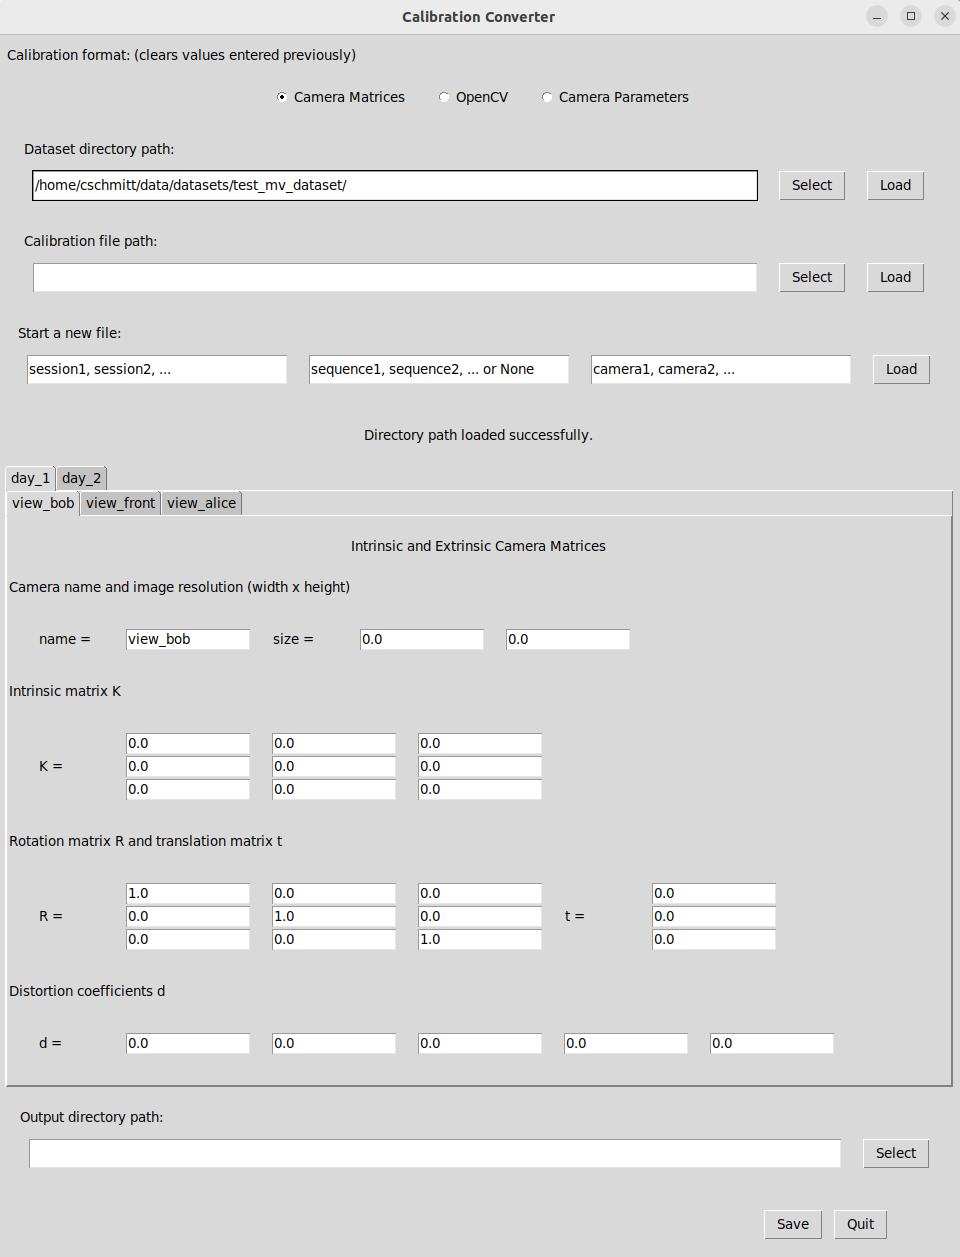 Calibration Converter
Calibration format: (clears values entered previously)
Camera Matrices OpenCV Camera Parameters
Dataset directory path:
/home/cschmitt/data/datasets/test_mv_dataset/ Select Load
Calibration file path:
Select Load
Start a new file:
session1, session2, ... sequence1, sequence2, ... or None camera1, camera2, ... Load
Directory path loaded successfully.
day_1 day_2
view_bob view_front view_alice
Intrinsic and Extrinsic Camera Matrices
Camera name and image resolution (width x height)
name = view_bob size = 0.0 0.0
Intrinsic matrix K
0.0 0.0 0.0
K = 0.0 0.0 0.0
0.0 0.0 0.0
Rotation matrix R and translation matrix t
1.0 0.0 0.0 0.0
R = 0.0 1.0 0.0 t = 0.0
0.0 0.0 1.0 0.0
Distortion coefficients d
d = 0.0 0.0 0.0 0.0 0.0
Output directory path:
Select
Save Quit